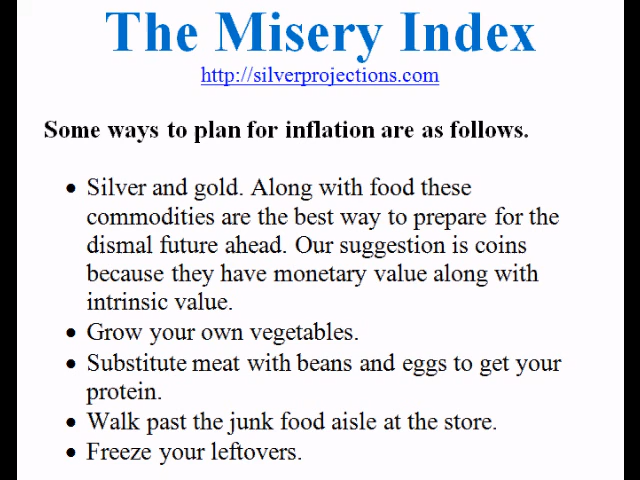 The Misery Index
http://silverprojections.com
Some ways to plan for inflation are as follows.
• Silver and gold. Along with food these
commodities are the best way to prepare for the
dismal future ahead. Our suggestion is coins
because they have monetary value along with
intrinsic value.
• Grow your own vegetables.
• Substitute meat with beans and eggs to get your
protein.
• Walk past the junk food aisle at the store.
• Freeze your leftovers.